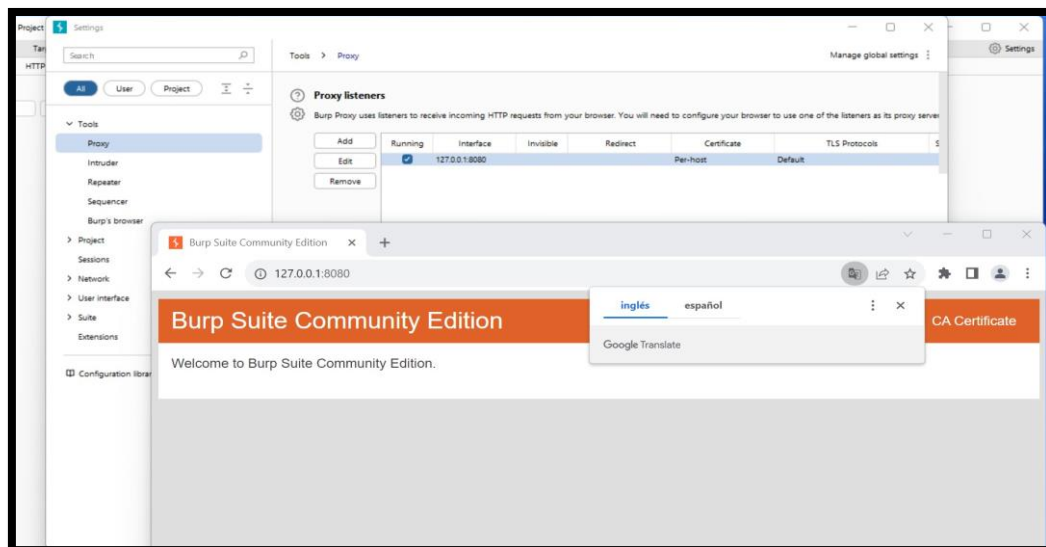 Project
Settings
Tar
Settings
HTTP
Search
Tools > Proxy
Manage global settings
All
User
Project
Proxy listeners
Burp Proxy uses listeners to receive incoming HTTP requests from your browser. You will need to configure your browser to use one of the listeners as its proxy server
Tools
Proxy
Intruder
Repeater
Sequencer
Burp's browser
Project
Sessions
Network
User interface
Suite
Extensions
Configuration librar
Add
Edit
Remove
Running Interface Invisible Redirect Certificate TLS Protocols S
127.0.0.1:8080 Per-host Default
Burp Suite Community Edition
127.0.0.1:8080
inglés español
Google Translate
Burp Suite Community Edition
CA Certificate
Welcome to Burp Suite Community Edition.